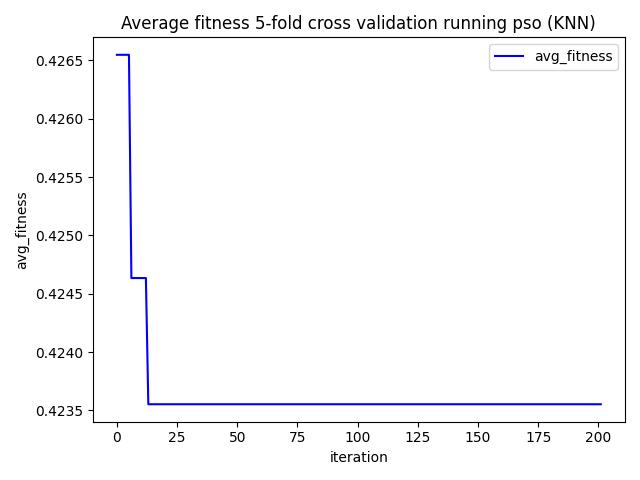 Average fitness 5-fold cross validation running pso (KNN)
avg_fitness
0.4265
0.4260
0.4255
0.4250
0.4245
0.4240
0.4235
avg_fitness
0 25 50 75 100 125 150 175 200
iteration